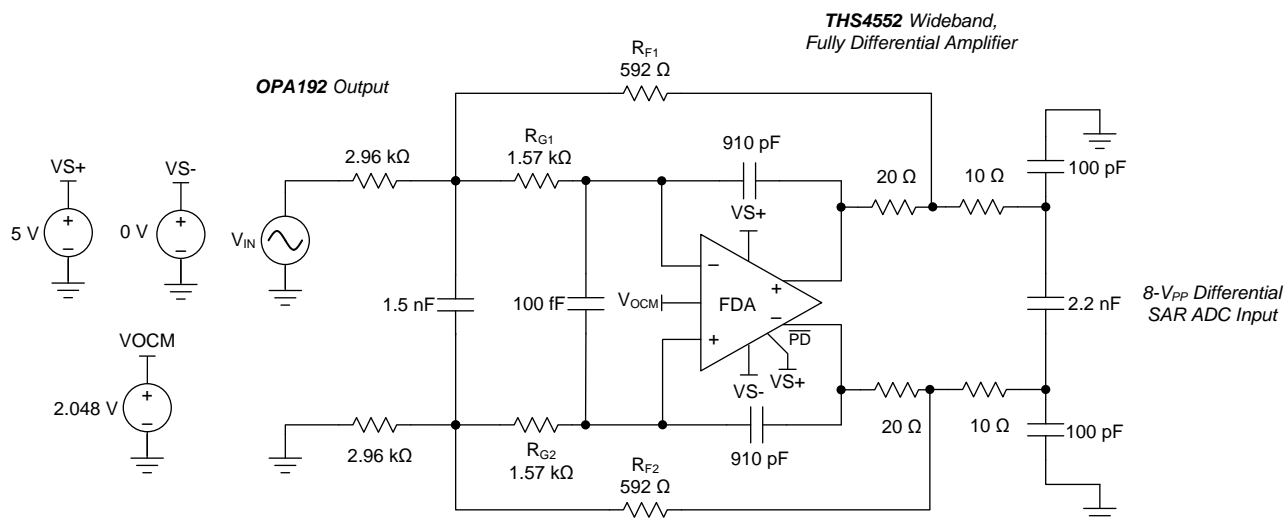 THS4552 Wideband,
Fully Differential Amplifier
RF1
592 Ω
OPA192 Output
RG1
1.57 kΩ
910 pF
2.96 kΩ
VS+
VS-
20 Ω
10 Ω
100 pF
VS+
5 V
0 V
VIN
1.5 nF
100 fF
VOCM
FDA
PD
VS+
VS-
2.2 nF
8-VPP Differential
SAR ADC Input
VOCM
2.048 V
2.96 kΩ
RG2
1.57 kΩ
910 pF
20 Ω
10 Ω
100 pF
RF2
592 Ω